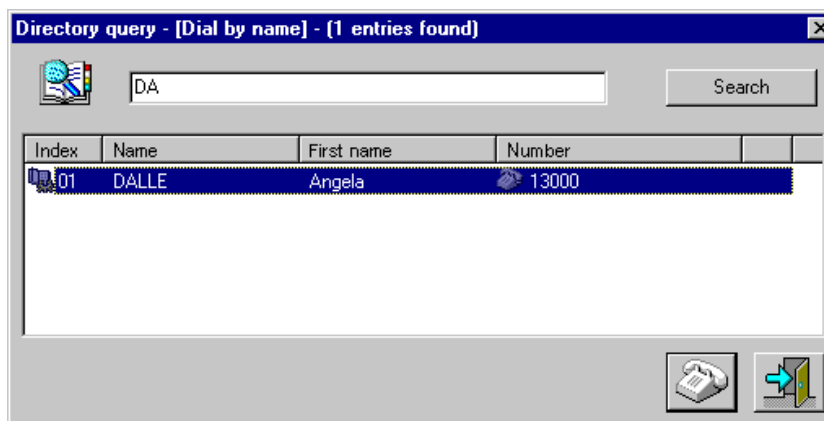 Directory query - [Dial by name] - (1 entries found)
DA
Search
Index Name First name Number
01 DALLE Angela 13000